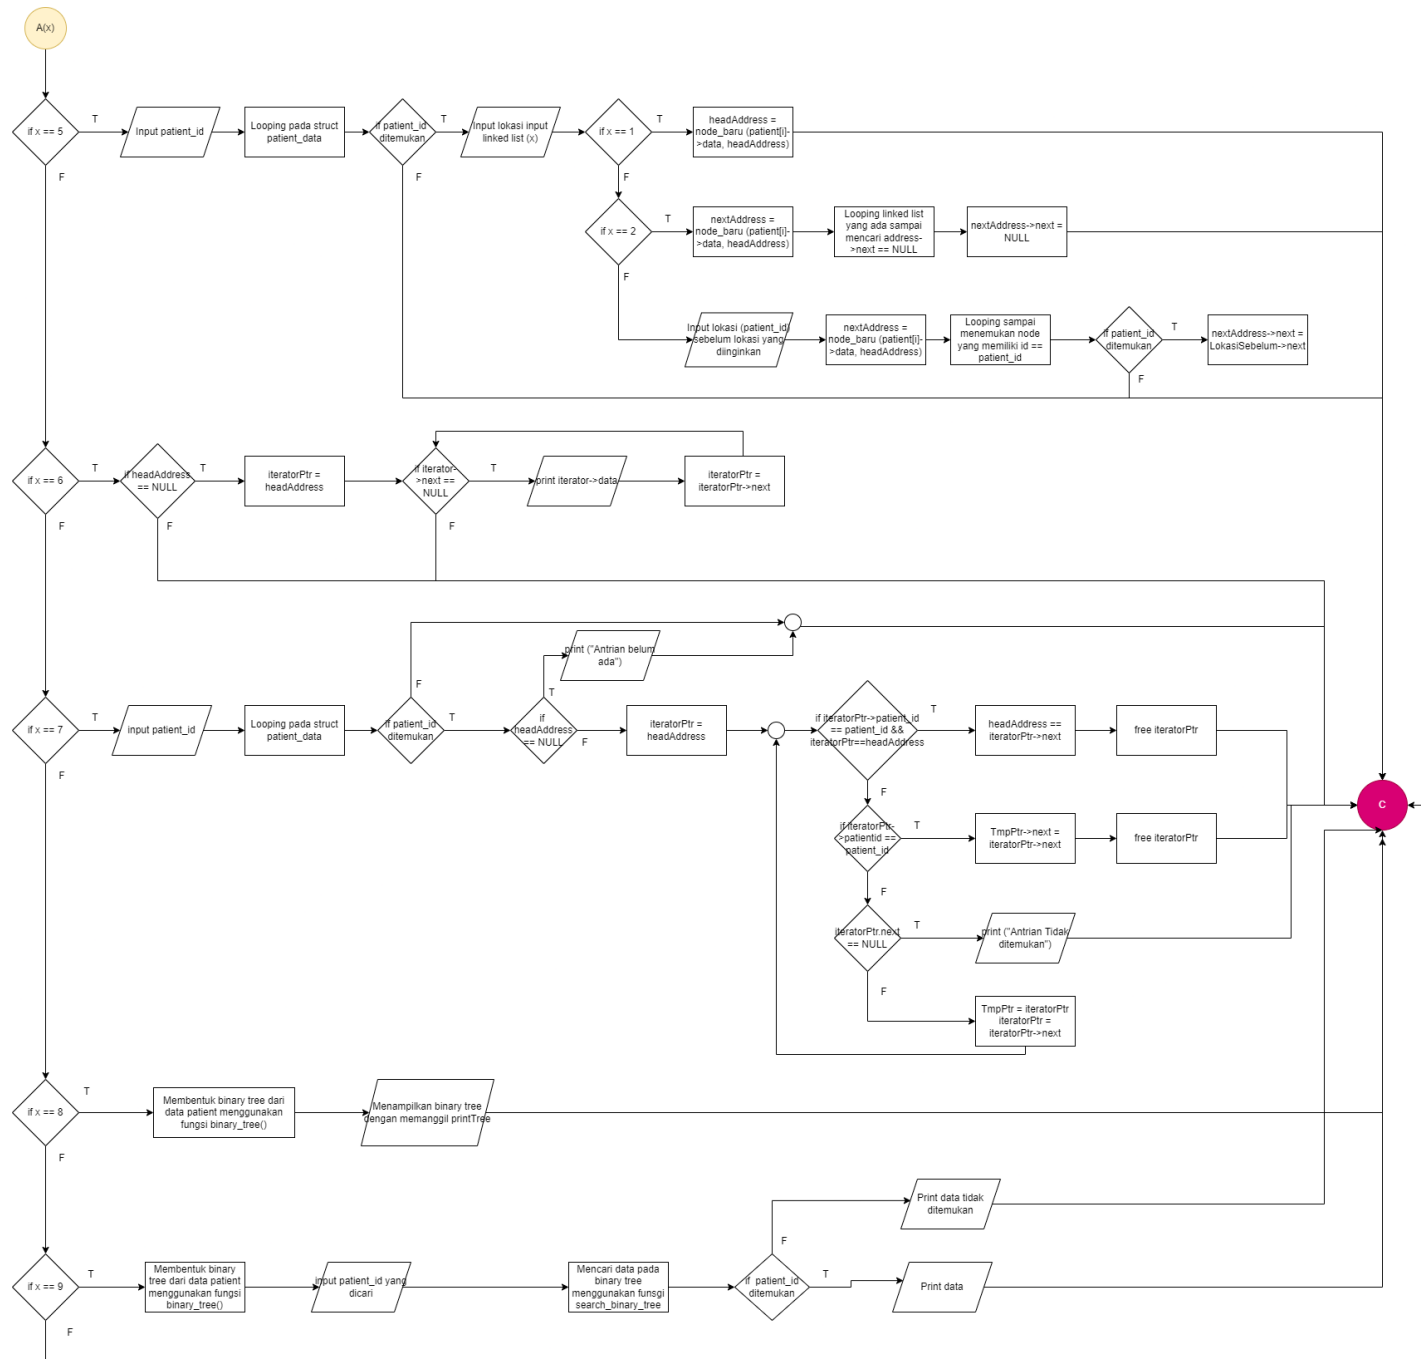 A(x)
if x == 5
T
F
Input patient_id
Looping pada struct
patient_data
if patient_id
ditemukan
T
F
Input lokasi input
linked list (x)
if x == 1
T
F
headAddress =
node_baru (patient[i]-
>data, headAddress)
if x == 2
T
F
nextAddress =
node_baru (patient[i]-
>data, headAddress)
Looping linked list
yang ada sampai
mencari address-
>next == NULL
nextAddress->next =
NULL
Input lokasi (patient_id)
sebelum lokasi yang
diinginkan
nextAddress =
node_baru (patient[i]-
>data, headAddress)
Looping sampai
menemukan node
yang memiliki id ==
patient_id
if patient_id
ditemukan
T
F
nextAddress->next =
LokasiSebelum->next
if x == 6
T
F
if headAddress
== NULL
T
F
iteratorPtr =
headAddress
if iterator-
>next ==
NULL
T
F
print iterator->data
iteratorPtr =
iteratorPtr->next
if x == 7
T
F
input patient_id
Looping pada struct
patient_data
if patient_id
ditemukan
F
T
if
headAddress
== NULL
T
F
print ("Antrian belum
ada")
iteratorPtr =
headAddress
if iteratorPtr->patient_id
== patient_id &&
iteratorPtr==headAddress
T
F
headAddress ==
iteratorPtr->next
free iteratorPtr
if iteratorPtr-
>patientid ==
patient_id
T
F
TmpPtr->next =
iteratorPtr->next
free iteratorPtr
iteratorPtr.next
== NULL
T
F
print ("Antrian Tidak
ditemukan")
TmpPtr = iteratorPtr
iteratorPtr =
iteratorPtr->next
C
if x == 8
T
F
Membentuk binary tree dari
data patient menggunakan
fungsi binary_tree()
Menampilkan binary tree
dengan memanggil printTree
if x == 9
T
F
Membentuk binary
tree dari data patient
menggunakan fungsi
binary_tree()
input patient_id yang
dicari
Mencari data pada
binary tree
menggunakan funsgi
search_binary_tree
if patient_id
ditemukan
F
T
Print data tidak
ditemukan
Print data